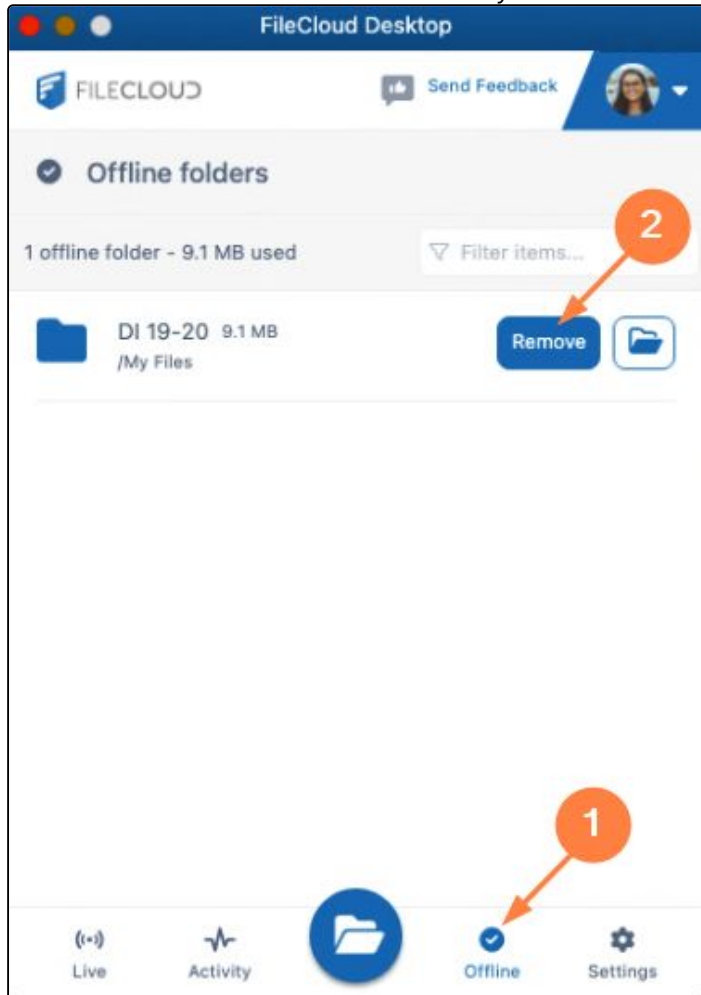 FileCloud Desktop
FILECLOUD
Send Feedback
Offline folders
2
1 offline folder - 9.1 MB used
Filter items...
DI 19-20 9.1 MB
/My Files
Remove
1
Live
Activity
Offline
Settings